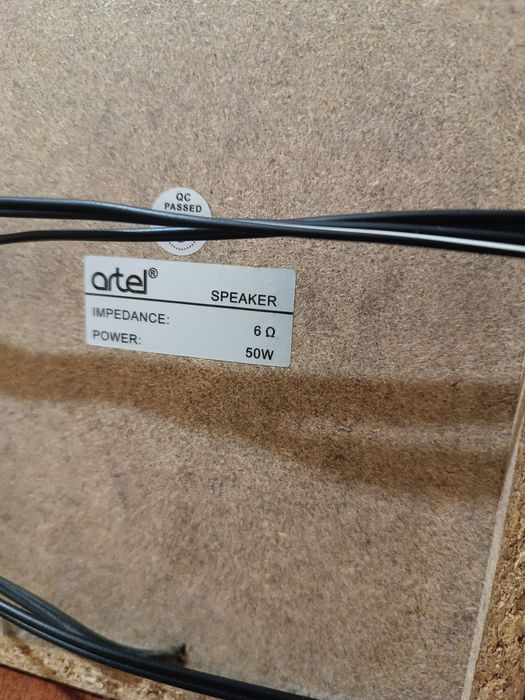 QC
PASSED
artel®
SPEAKER
IMPEDANCE: 6 Ω
POWER: 50W